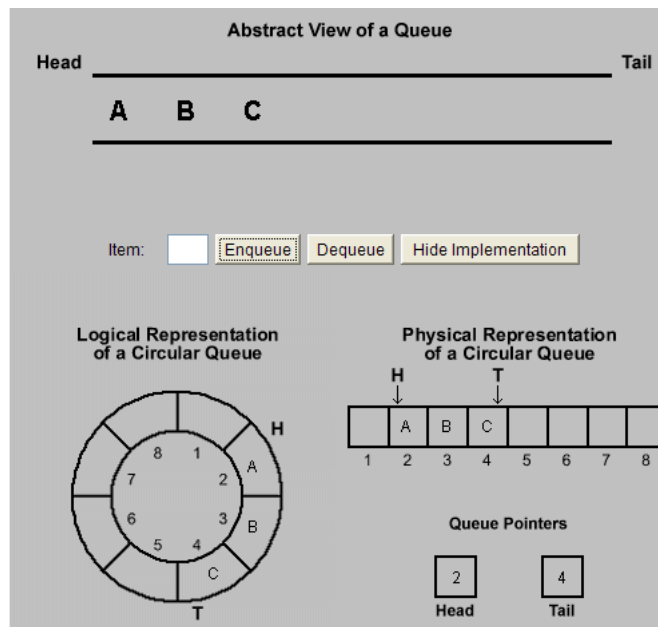 Abstract View of a Queue
Head Tail
A B C
Item: Enqueue Dequeue Hide Implementation
Logical Representation
of a Circular Queue
H
8 1
A
7 2
6 3
B
5 4
C
T
Physical Representation
of a Circular Queue
H T
A B C
1 2 3 4 5 6 7 8
Queue Pointers
2 4
Head Tail